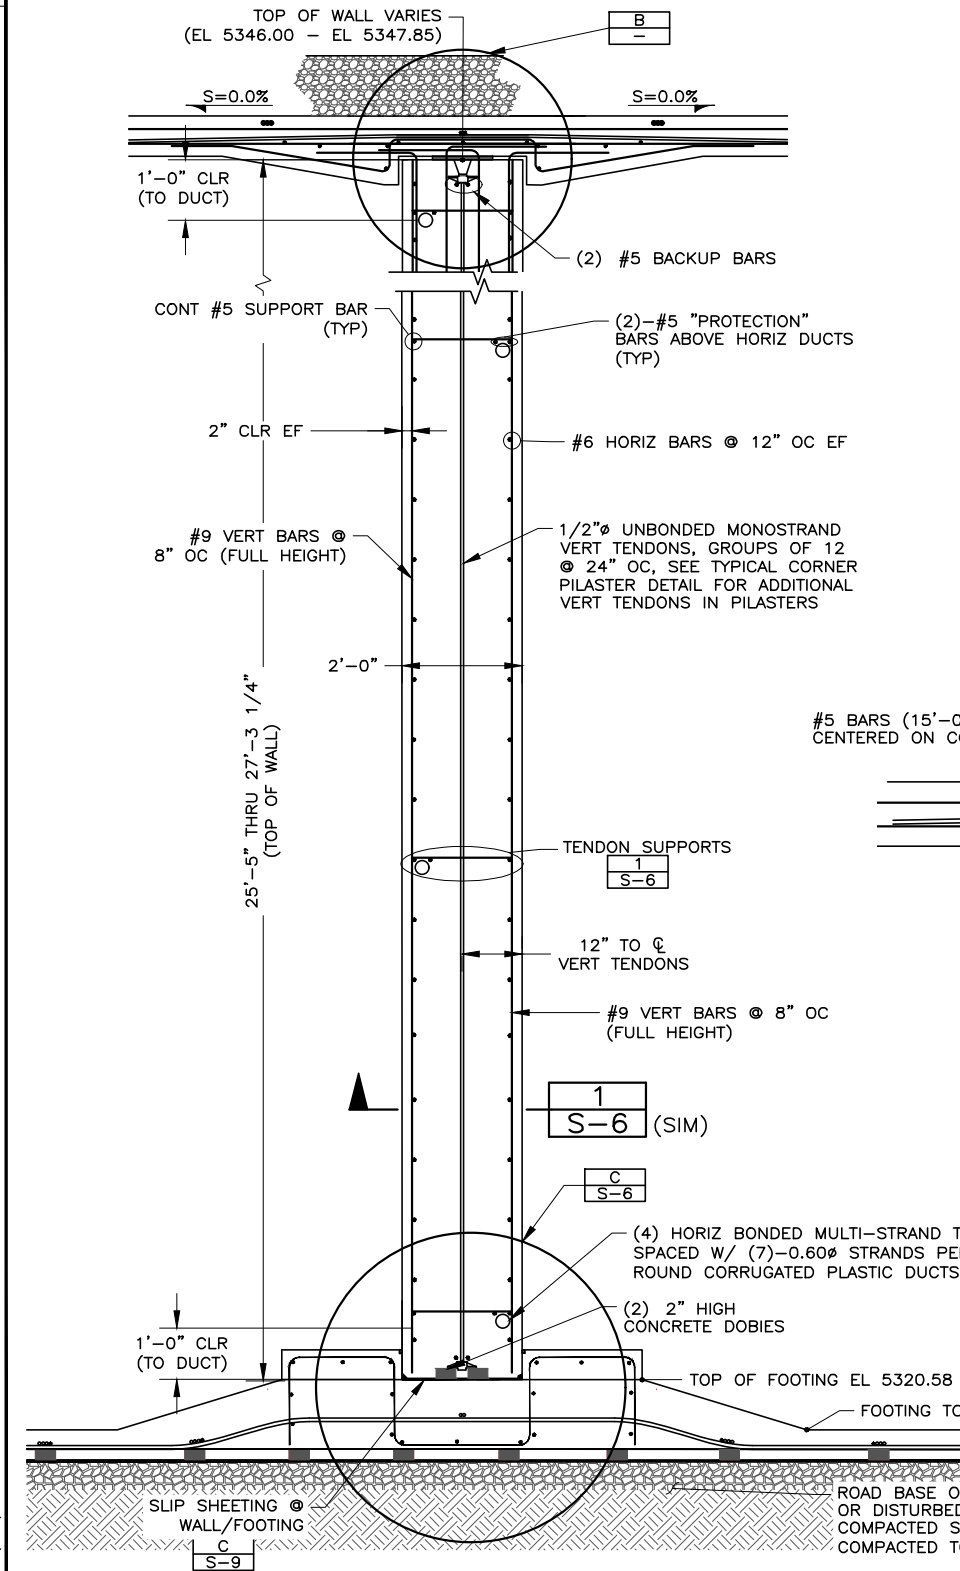 TOP OF WALL VARIES
(EL 5346.00 – EL 5347.85)
B
–
S=0.0%
S=0.0%
1'–0" CLR
(TO DUCT)
(2) #5 BACKUP BARS
CONT #5 SUPPORT BAR
(TYP)
(2)–#5 "PROTECTION"
BARS ABOVE HORIZ DUCTS
(TYP)
2" CLR EF
#6 HORIZ BARS @ 12" OC EF
#9 VERT BARS @
8" OC (FULL HEIGHT)
1/2"ø UNBONDED MONOSTRAND
VERT TENDONS, GROUPS OF 12
@ 24" OC, SEE TYPICAL CORNER
PILASTER DETAIL FOR ADDITIONAL
VERT TENDONS IN PILASTERS
2'–0"
25'–5" THRU 27'–3 1/4"
(TOP OF WALL)
#5 BARS (15'–0
CENTERED ON
TENDON SUPPORTS
1
S–6
12" TO ℄
VERT TENDONS
#9 VERT BARS @ 8" OC
(FULL HEIGHT)
1
S–6
(SIM)
C
S–6
(4) HORIZ BONDED MULTI–STRAND
SPACED W/ (7)–0.60ø STRANDS
ROUND CORRUGATED PLASTIC DUCTS
(2) 2" HIGH
CONCRETE DOBIES
1'–0" CLR
(TO DUCT)
TOP OF FOOTING EL 5320.58
FOOTING
SLIP SHEETING @
WALL/FOOTING
C
S–9
ROAD BASE
OR DISTURBED
COMPACTED
COMPACTED